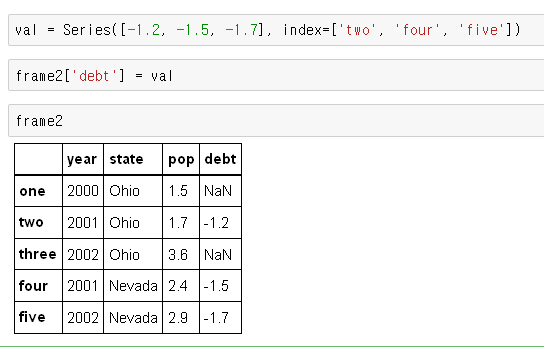 val = Series([-1.2, -1.5, -1.7], index=['two', 'four', 'five'])
frame2['debt'] = val
frame2
year state pop debt
one 2000 Ohio 1.5 NaN
two 2001 Ohio 1.7 -1.2
three 2002 Ohio 3.6 NaN
four 2001 Nevada 2.4 -1.5
five 2002 Nevada 2.9 -1.7